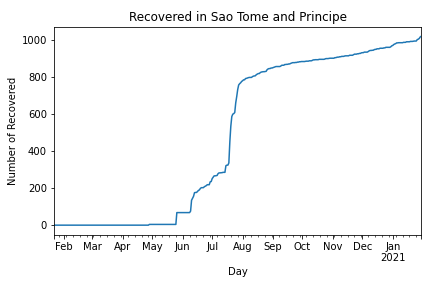 Recovered in Sao Tome and Principe
Number of Recovered
1000
800
600
400
200
0
Feb Mar Apr May Jun Jul Aug Sep Oct Nov Dec Jan
2021
Day